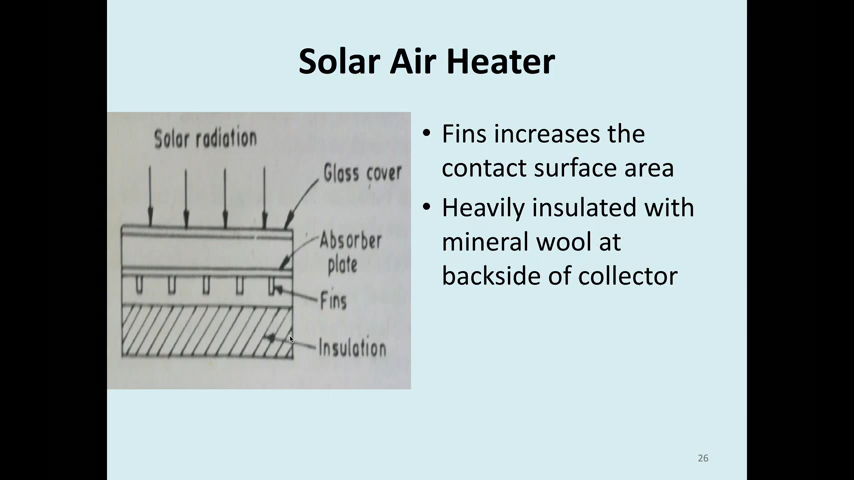 Solar Air Heater
Solar radiation
Glass cover
Absorber
plate
Fins
Insulation
• Fins increases the
contact surface area
• Heavily insulated with
mineral wool at
backside of collector
26